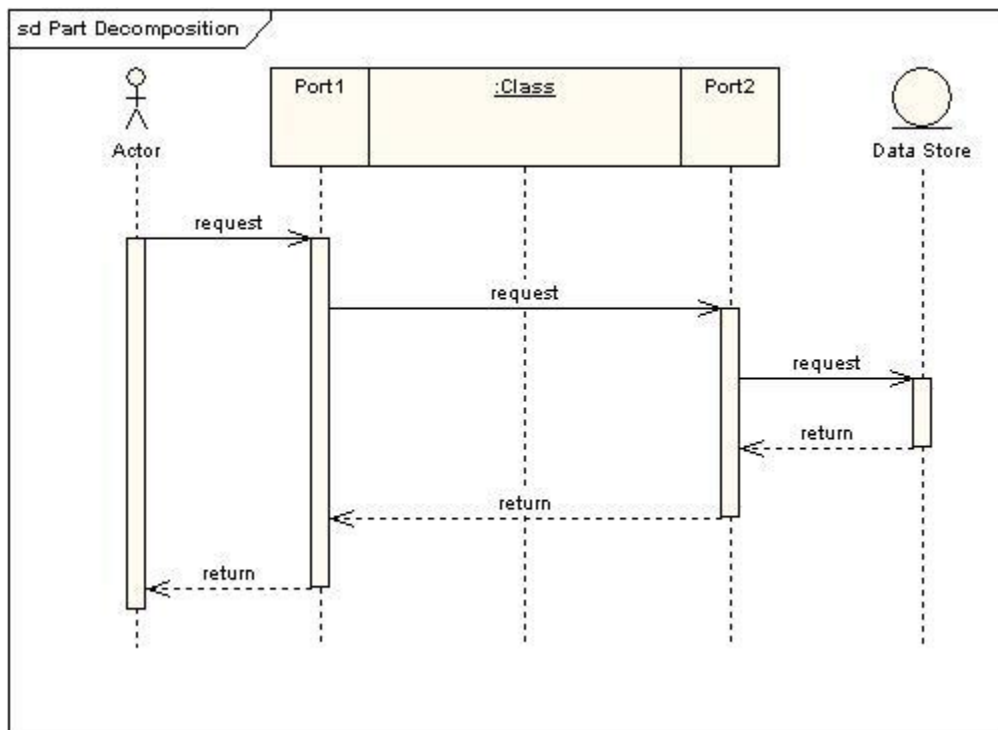 sd Part Decomposition
Port1
:Class
Port2
Actor
Data Store
request
request
request
return
return
return